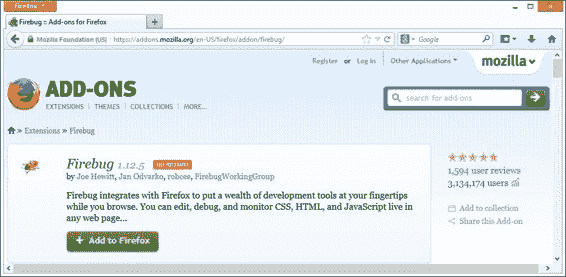 Firefox
Firebug :: Add-ons for Firefox
Mozilla Foundation (US) https://addons.mozilla.org/en-US/firefox/addon/firebug/
Google
Register or Log in Other Applications mozilla
ADD-ONS
EXTENSIONS | THEMES | COLLECTIONS | MORE...
search for add-ons
» Extensions » Firebug
Firebug 1.12.5
by Joe Hewitt, Jan Odvarko, robcee, FirebugWorkingGroup
Firebug integrates with Firefox to put a wealth of development tools at your fingertips
while you browse. You can edit, debug, and monitor CSS, HTML, and JavaScript live in
any web page...
+ Add to Firefox
1,594 user reviews
3,134,174 users
Add to collection
Share this Add-on